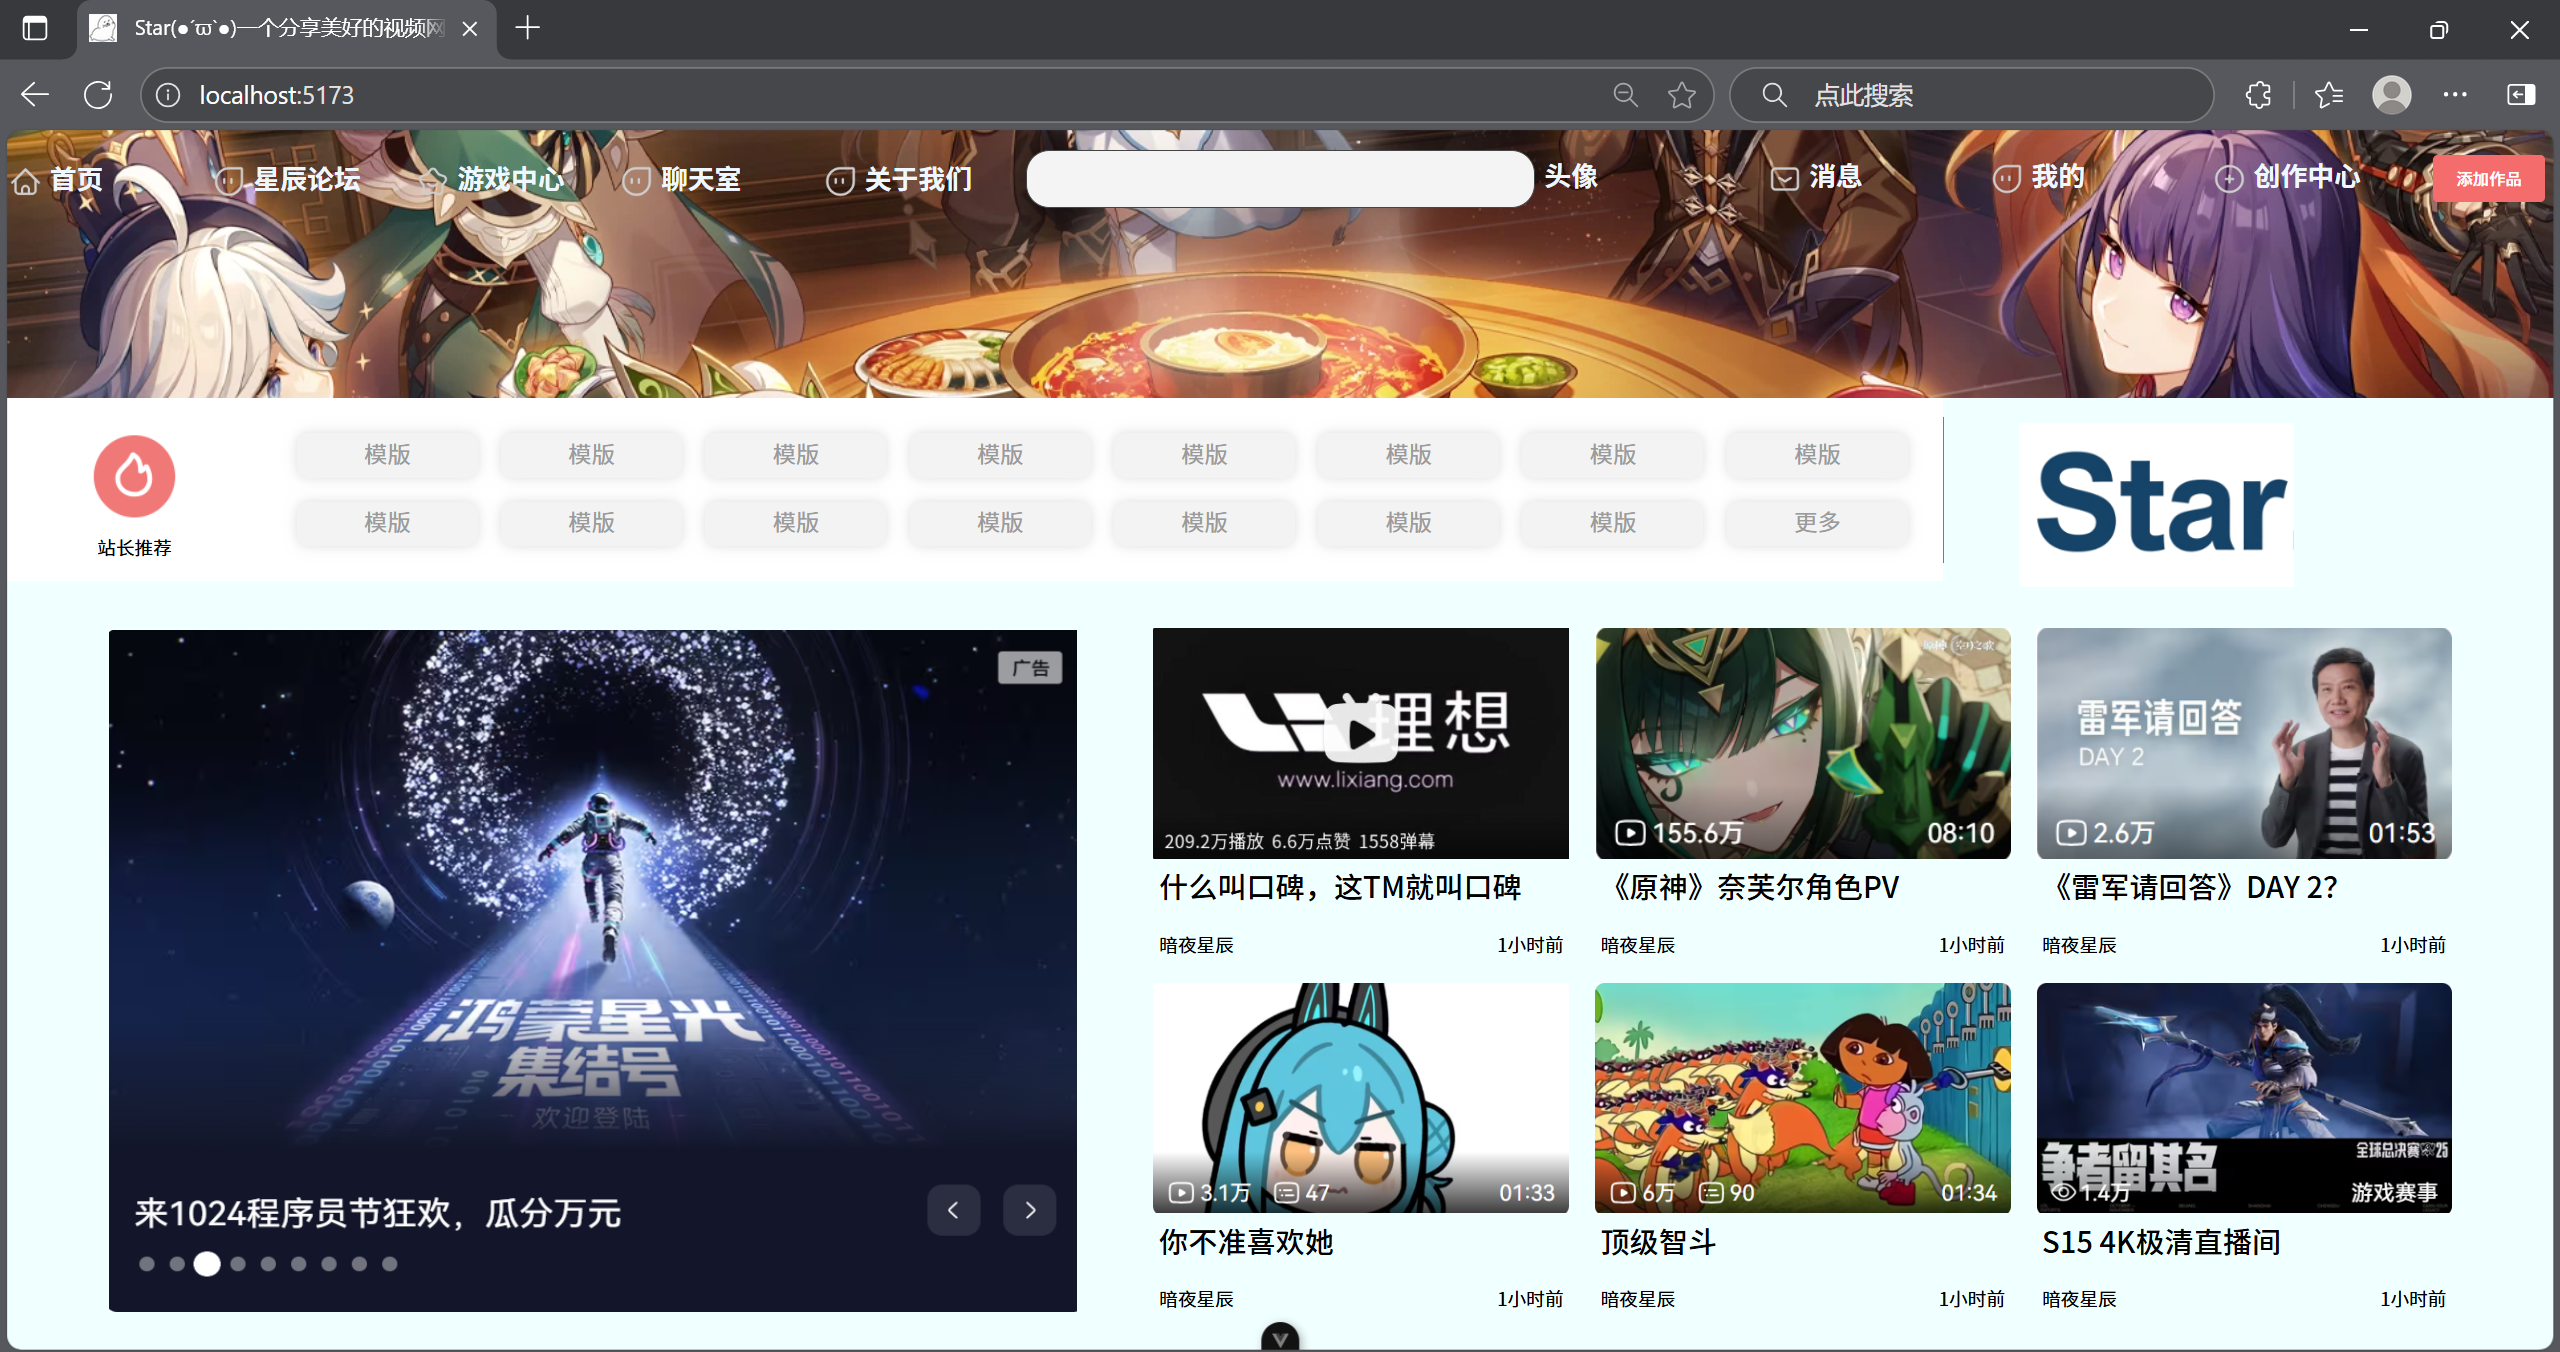 Star(●´ϖ`●)一个分享美好的视频网
localhost:5173
点此搜索
首页 星辰论坛 游戏中心 聊天室 关于我们 头像 消息 我的 创作中心 添加作品
模版 模版 模版 模版 模版 模版 模版 模版
模版 模版 模版 模版 模版 模版 模版 更多
站长推荐
Star
广告
鸿蒙星光
集结号
欢迎登陆
来1024程序员节狂欢，瓜分万元
理想
www.lixiang.com
209.2万播放 6.6万点赞 1558弹幕
什么叫口碑，这TM就叫口碑
暗夜星辰 1小时前
155.6万 08:10
《原神》奈芙尔角色PV
暗夜星辰 1小时前
雷军请回答
DAY 2
2.6万 01:53
《雷军请回答》DAY 2?
暗夜星辰 1小时前
3.1万 47 01:33
你不准喜欢她
暗夜星辰 1小时前
6万 90 01:34
顶级智斗
暗夜星辰 1小时前
争者留其名
全球总决赛 25
1.4万 游戏赛事
S15 4K极清直播间
暗夜星辰 1小时前